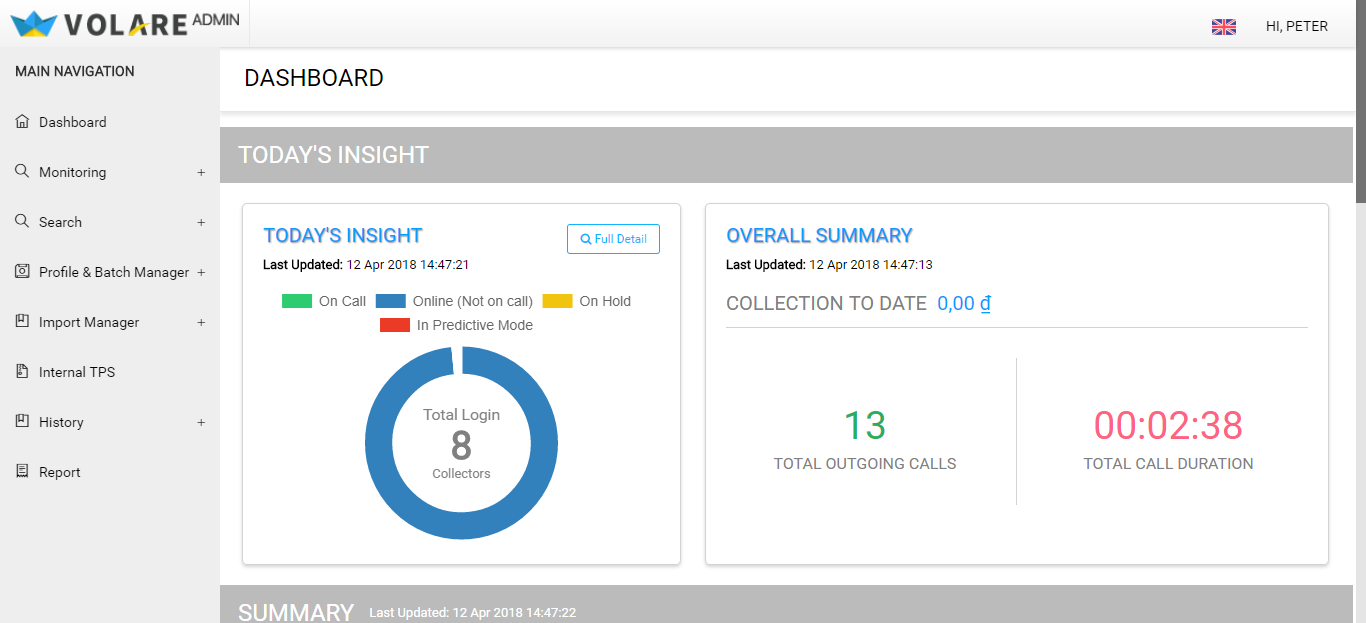 VOLARE ADMIN
HI, PETER
MAIN NAVIGATION
Dashboard
Monitoring +
Search +
Profile & Batch Manager +
Import Manager +
Internal TPS
History +
Report
DASHBOARD
TODAY'S INSIGHT
TODAY'S INSIGHT
Full Detail
Last Updated: 12 Apr 2018 14:47:21
On Call Online (Not on call) On Hold
In Predictive Mode
Total Login
8
Collectors
OVERALL SUMMARY
Last Updated: 12 Apr 2018 14:47:13
COLLECTION TO DATE 0,00 ₫
13
TOTAL OUTGOING CALLS
00:02:38
TOTAL CALL DURATION
SUMMARY Last Updated: 12 Apr 2018 14:47:22